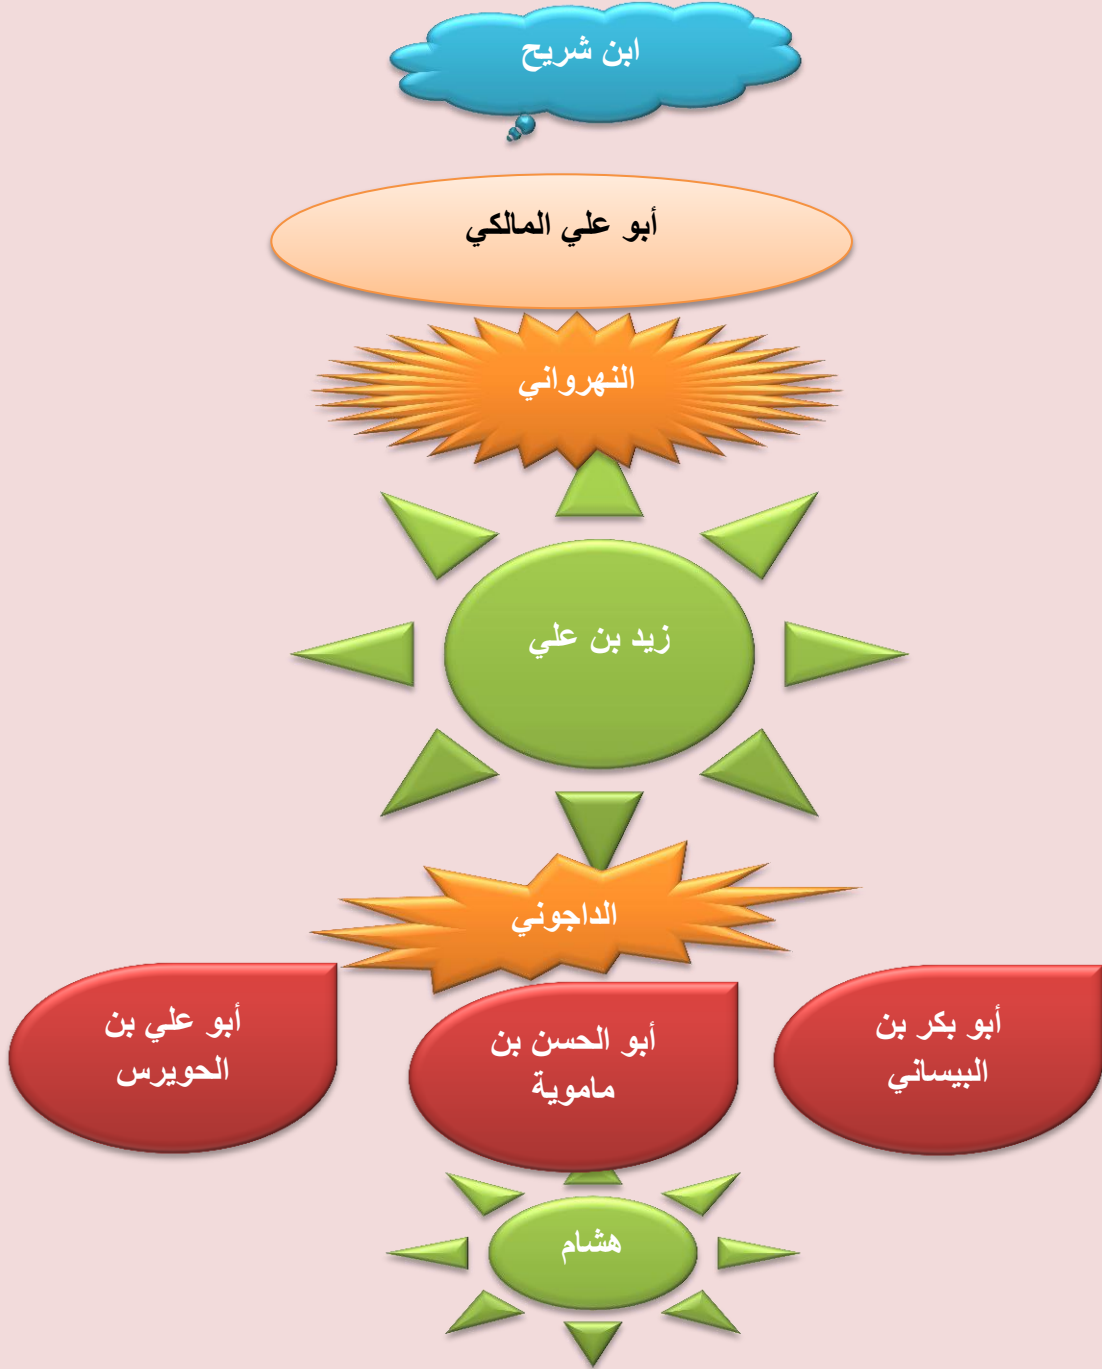 ابن شريح
أبو علي المالكي
النهرواني
زيد بن علي
الداجوني
أبو بكر بن
البيساني
أبو الحسن بن
ماموية
أبو علي بن
الحويرس
هشام